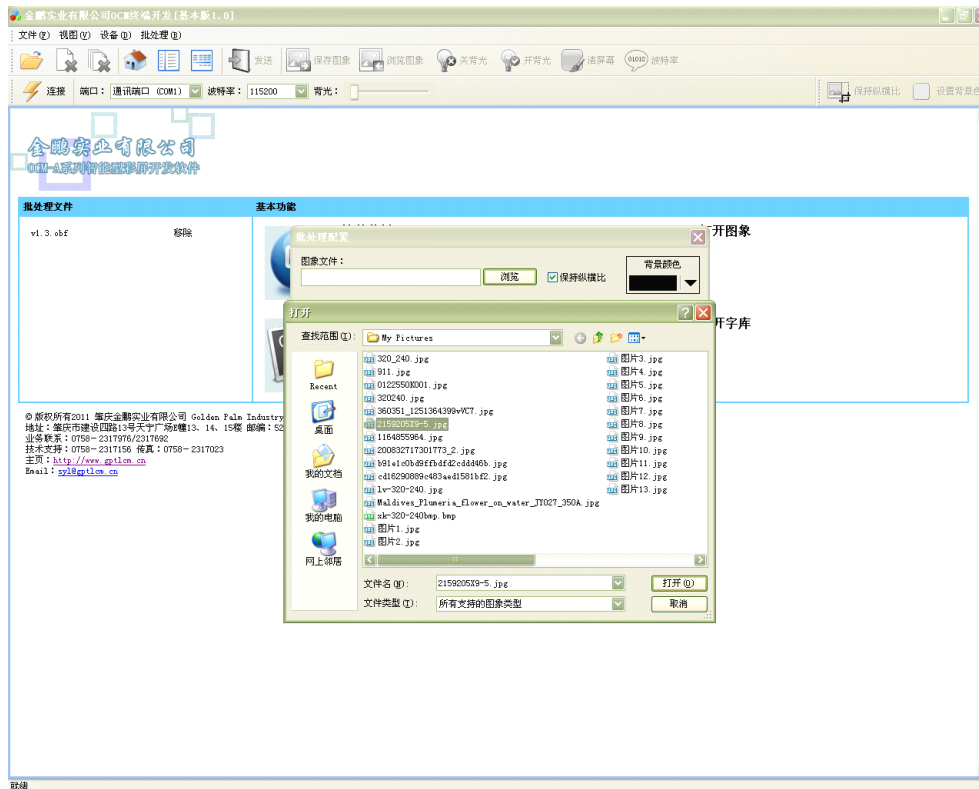 金鹏实业有限公司OCM终端开发[基本版1.0]
文件(F) 视图(V) 设备(D) 批处理(B)
发送 保存图象 浏览图象 关背光 开背光 清屏幕 波特率
连接 端口: 通讯端口 (COM1) 波特率: 115200 背光: 保持纵横比 设置背景色
金鹏实业有限公司
OCM-A系列智能型彩屏开发软件
批处理文件 基本功能
v1.3.obf 移除
开图象
开字库
批处理配置
图象文件:
浏览 保持纵横比 背景颜色
打开
查找范围(I): My Pictures
Recent
桌面
我的文档
我的电脑
网上邻居
320_240.jpg
911.jpg
0122550K001.jpg
320240.jpg
360351_1251364399vVC7.jpg
2159205X9-5.jpg
1164855964.jpg
200832717301773_2.jpg
b91e1c0bd9ffbdfd2cddd46b.jpg
cd16290889c483aed1581bf2.jpg
lv-320-240.jpg
Maldives_Plumeria_flower_on_water_JY027_350A.jpg
xk-320-240bmp.bmp
图片1.jpg
图片2.jpg
图片3.jpg
图片4.jpg
图片5.jpg
图片6.jpg
图片7.jpg
图片8.jpg
图片9.jpg
图片10.jpg
图片11.jpg
图片12.jpg
图片13.jpg
文件名(N): 2159205X9-5.jpg 打开(O)
文件类型(T): 所有支持的图象类型 取消
© 版权所有2011 肇庆金鹏实业有限公司 Golden Palm Industry
地址:肇庆市建设四路13号天宁广场B幢13、14、15楼 邮编:52
业务联系:0758-2317976/2317692
技术支持:0758-2317156 传真:0758-2317023
主页:http://www.gptlcm.cn
Email:syl@gptlcm.cn
就绪